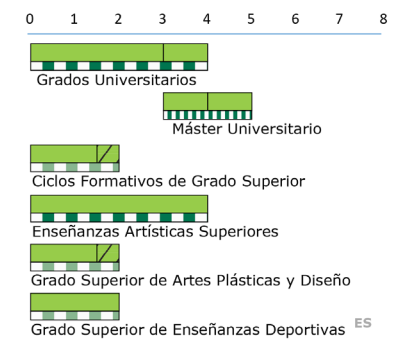 0 1 2 3 4 5 6 7 8
Grados Universitarios
Máster Universitario
Ciclos Formativos de Grado Superior
Enseñanzas Artísticas Superiores
Grado Superior de Artes Plásticas y Diseño
Grado Superior de Enseñanzas Deportivas
ES